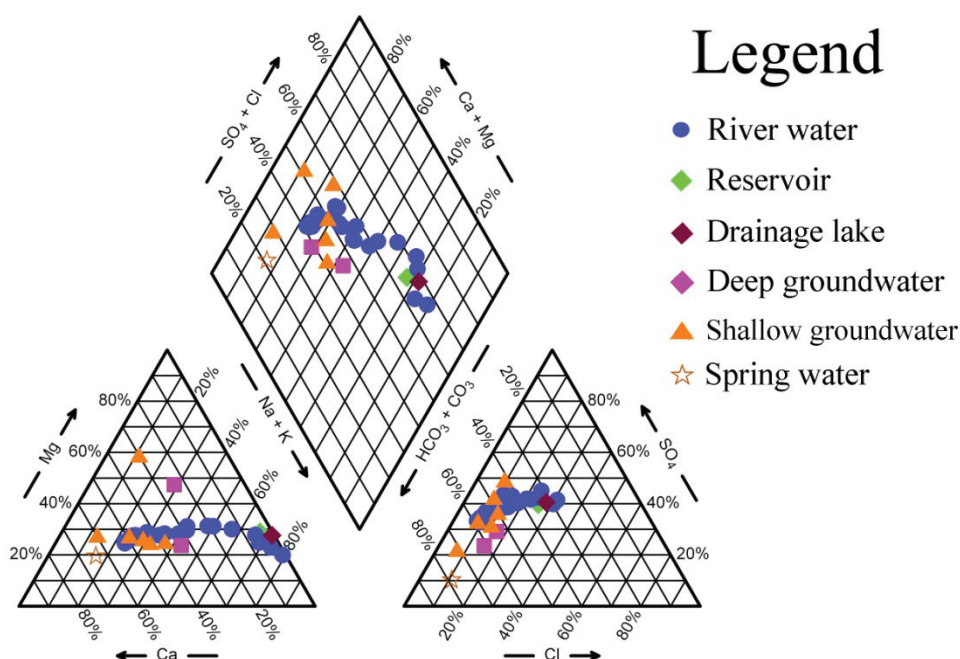 Legend
River water
Reservoir
Drainage lake
Deep groundwater
Shallow groundwater
Spring water
80% 80%
60% 60%
40% 40%
20% 20%
SO₄ + Cl
Ca + Mg
Na + K
HCO₃ + CO₃
80% 20%
60% 40%
40% 60%
20% 80%
Mg
80% 60% 40% 20%
Ca
20% 80%
40% 60%
60% 40%
80% 20%
SO₄
20% 40% 60% 80%
Cl